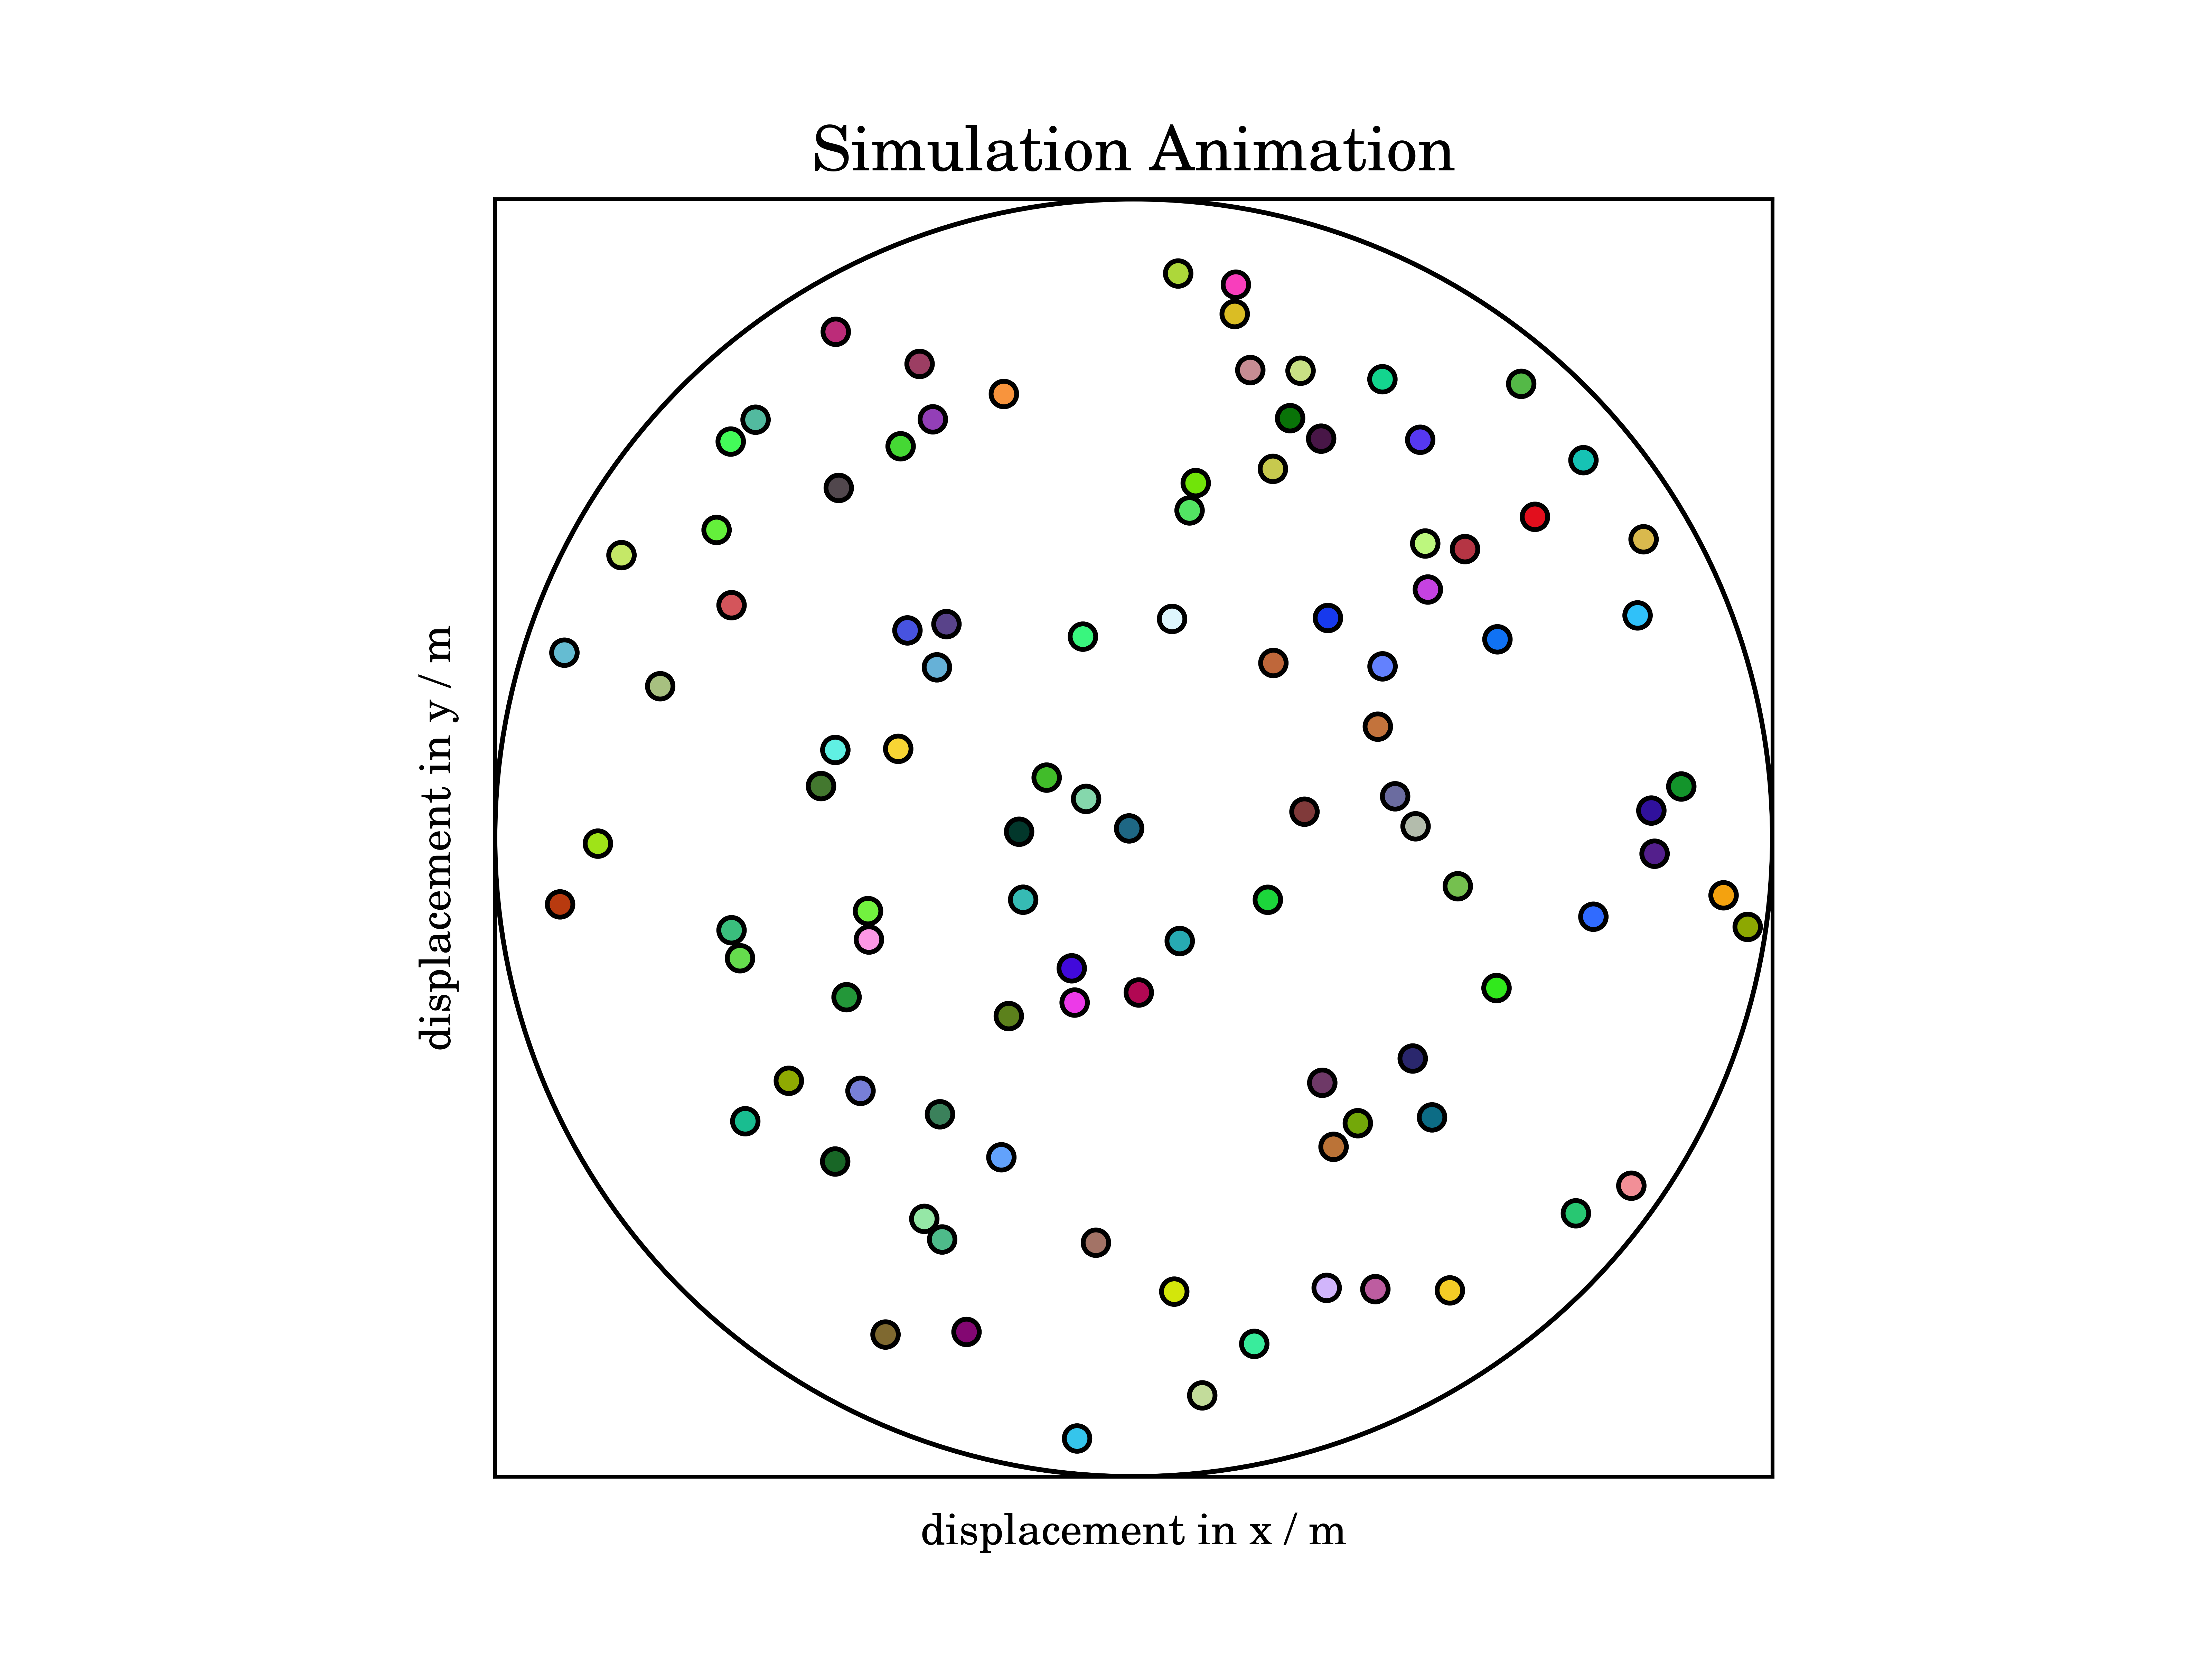 Simulation Animation
displacement in y / m
displacement in x / m